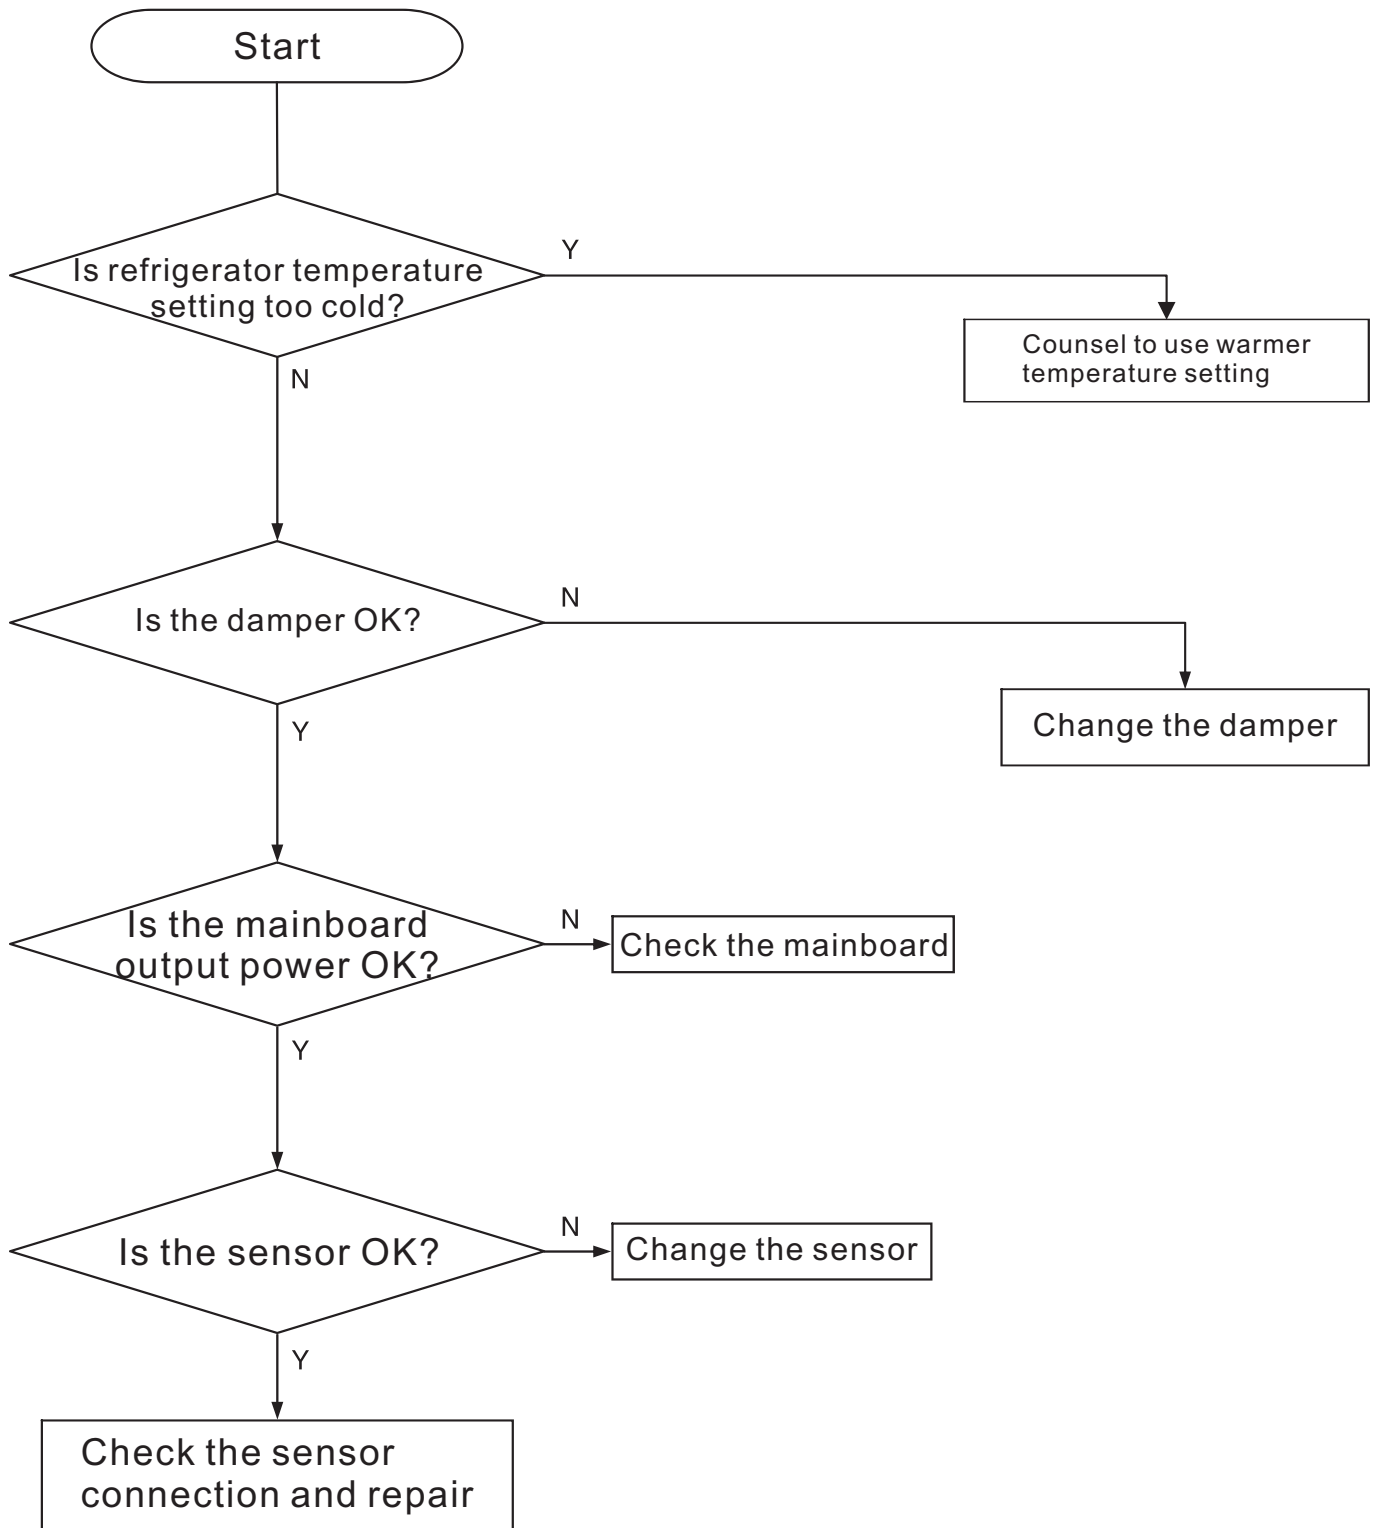 Start
Is refrigerator temperature
setting too cold?
Y
Counsel to use warmer
temperature setting
N
Is the damper OK?
N
Change the damper
Y
Is the mainboard
output power OK?
N
Check the mainboard
Y
Is the sensor OK?
N
Change the sensor
Y
Check the sensor
connection and repair